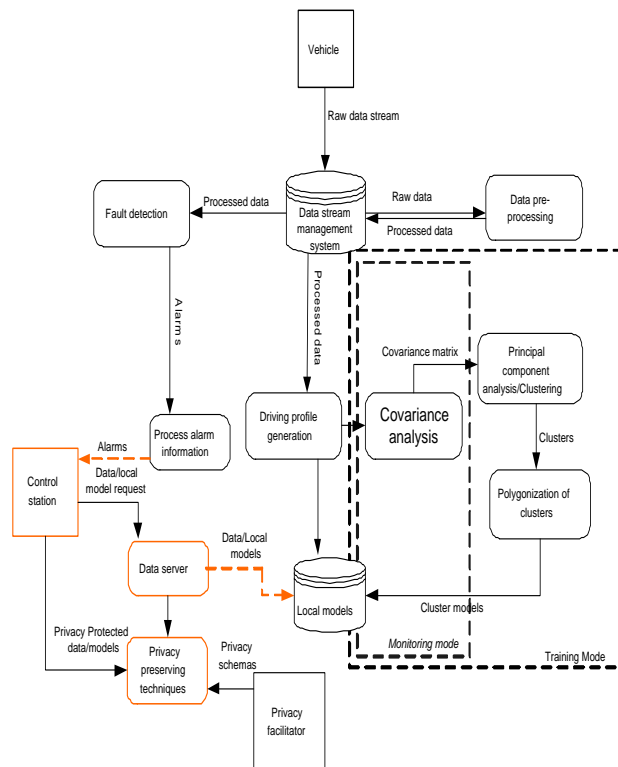 Vehicle
Raw data stream
Fault detection
Processed data
Data stream
management
system
Raw data
Processed data
Data pre-
processing
Alarms
Processed data
Covariance matrix
Principal
component
analysis/Clustering
Driving profile
generation
Covariance
analysis
Process alarm
information
Clusters
Alarms
Control
station
Data/local
model request
Polygonization of
clusters
Data server
Data/Local
models
Local models
Cluster models
Privacy Protected
data/models
Privacy
preserving
techniques
Privacy
schemas
Monitoring mode
Training Mode
Privacy
facilitator